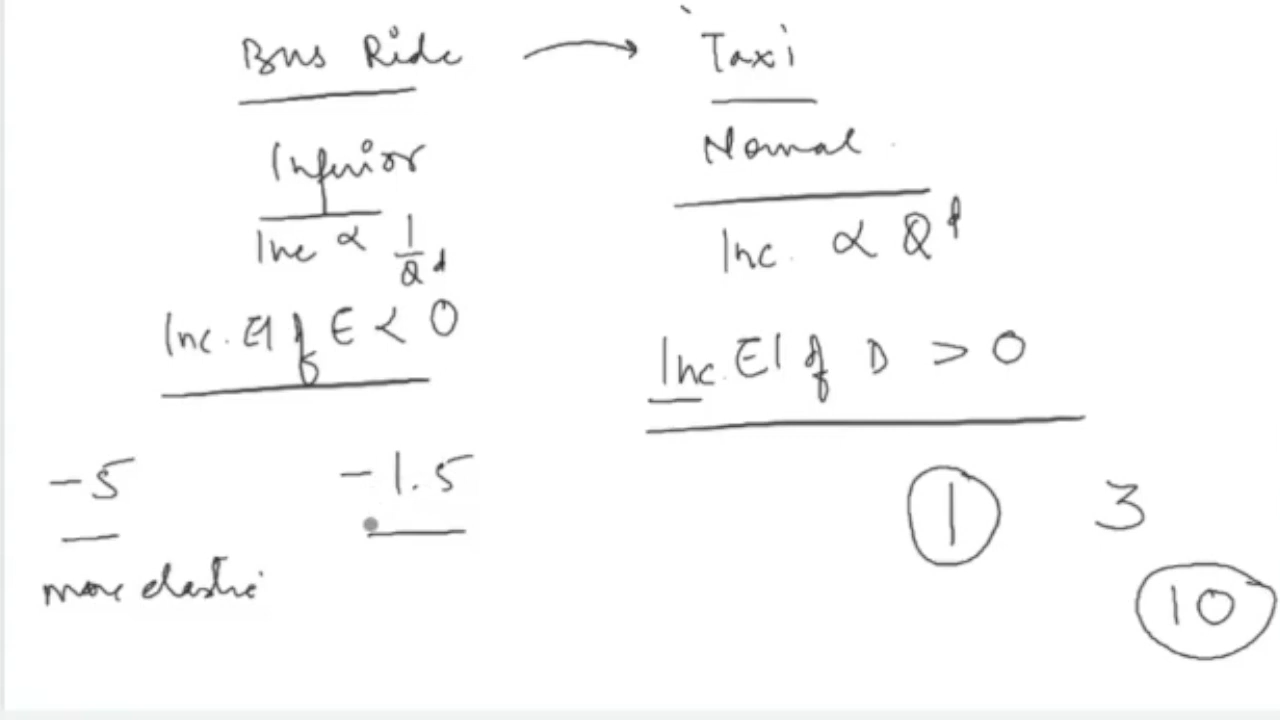 Bus Ride → Taxi
Inferior
Normal
Inc ∝ 1/Qd
Inc. ∝ Qd
Inc. El of E < 0
Inc. El of D > 0
-5
-1.5
1
3
more elastic
10